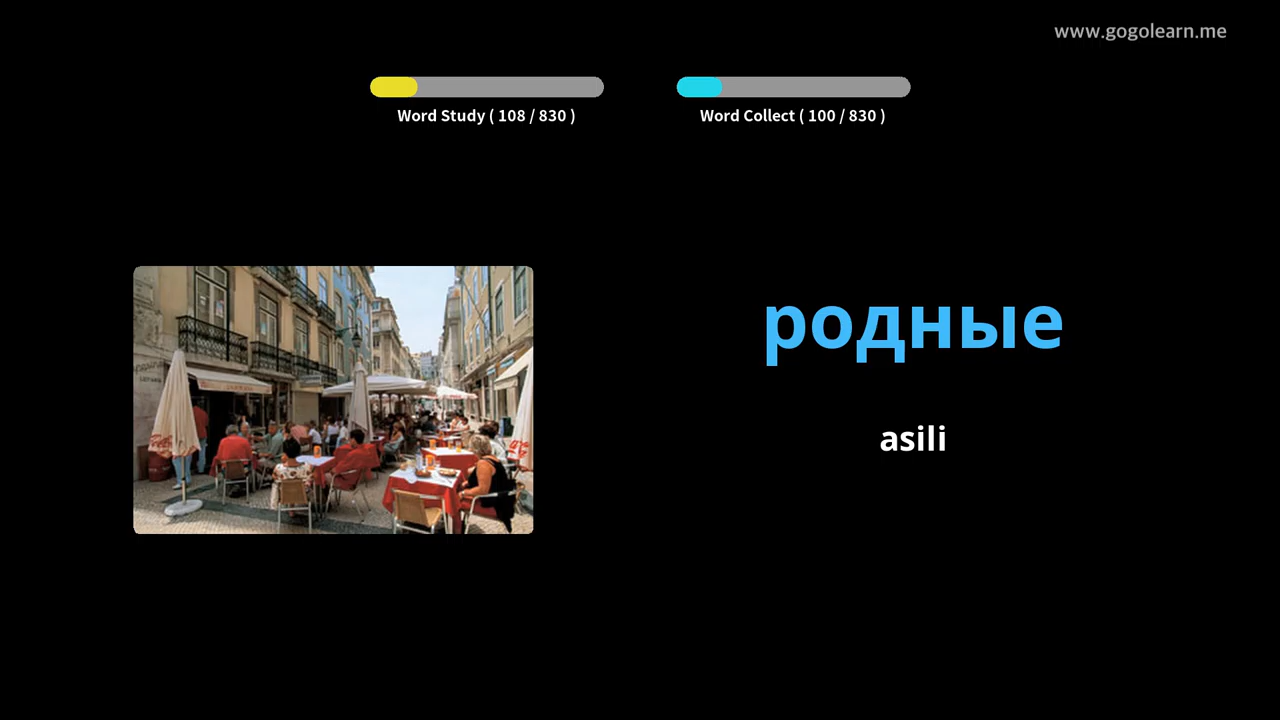 www.gogolearn.me
Word Study ( 108 / 830 )
Word Collect ( 100 / 830 )
родные
asili